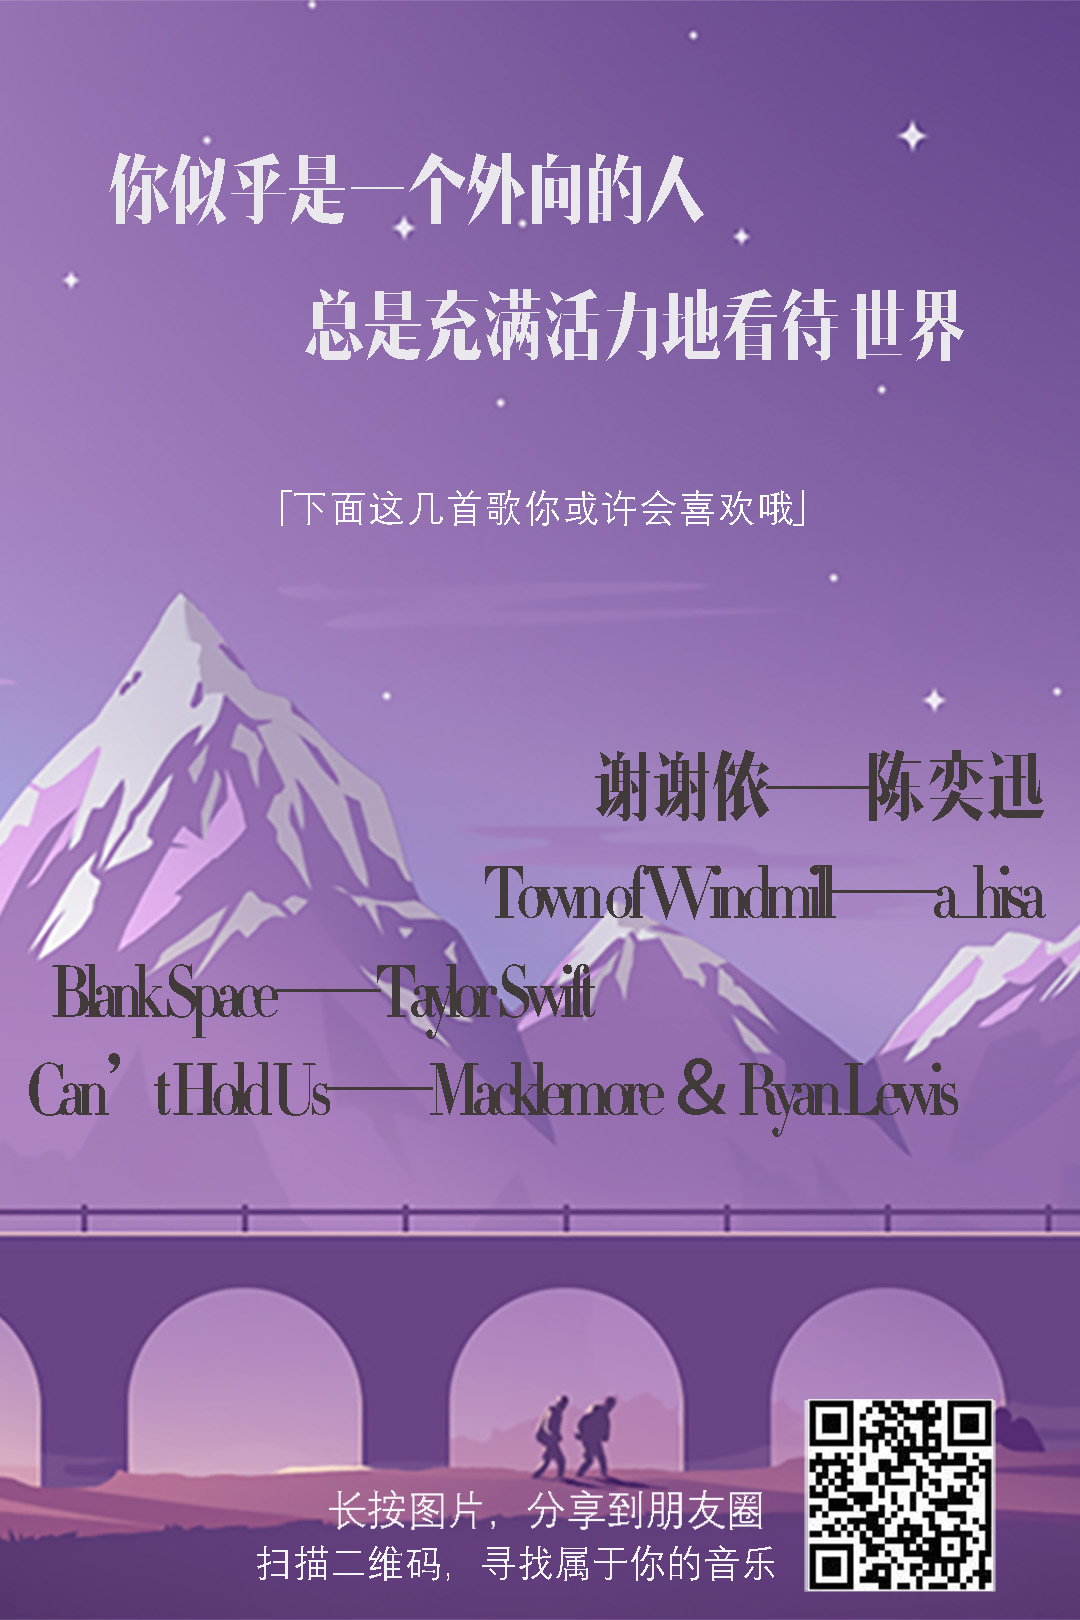 你似乎是一个外向的人
总是充满活力地看待世界
「下面这几首歌你或许会喜欢哦」
谢谢侬——陈奕迅
Town of Windmill——a_hisa
Blank Space——Taylor Swift
Can’t Hold Us——Macklemore & Ryan Lewis
长按图片，分享到朋友圈
扫描二维码，寻找属于你的音乐